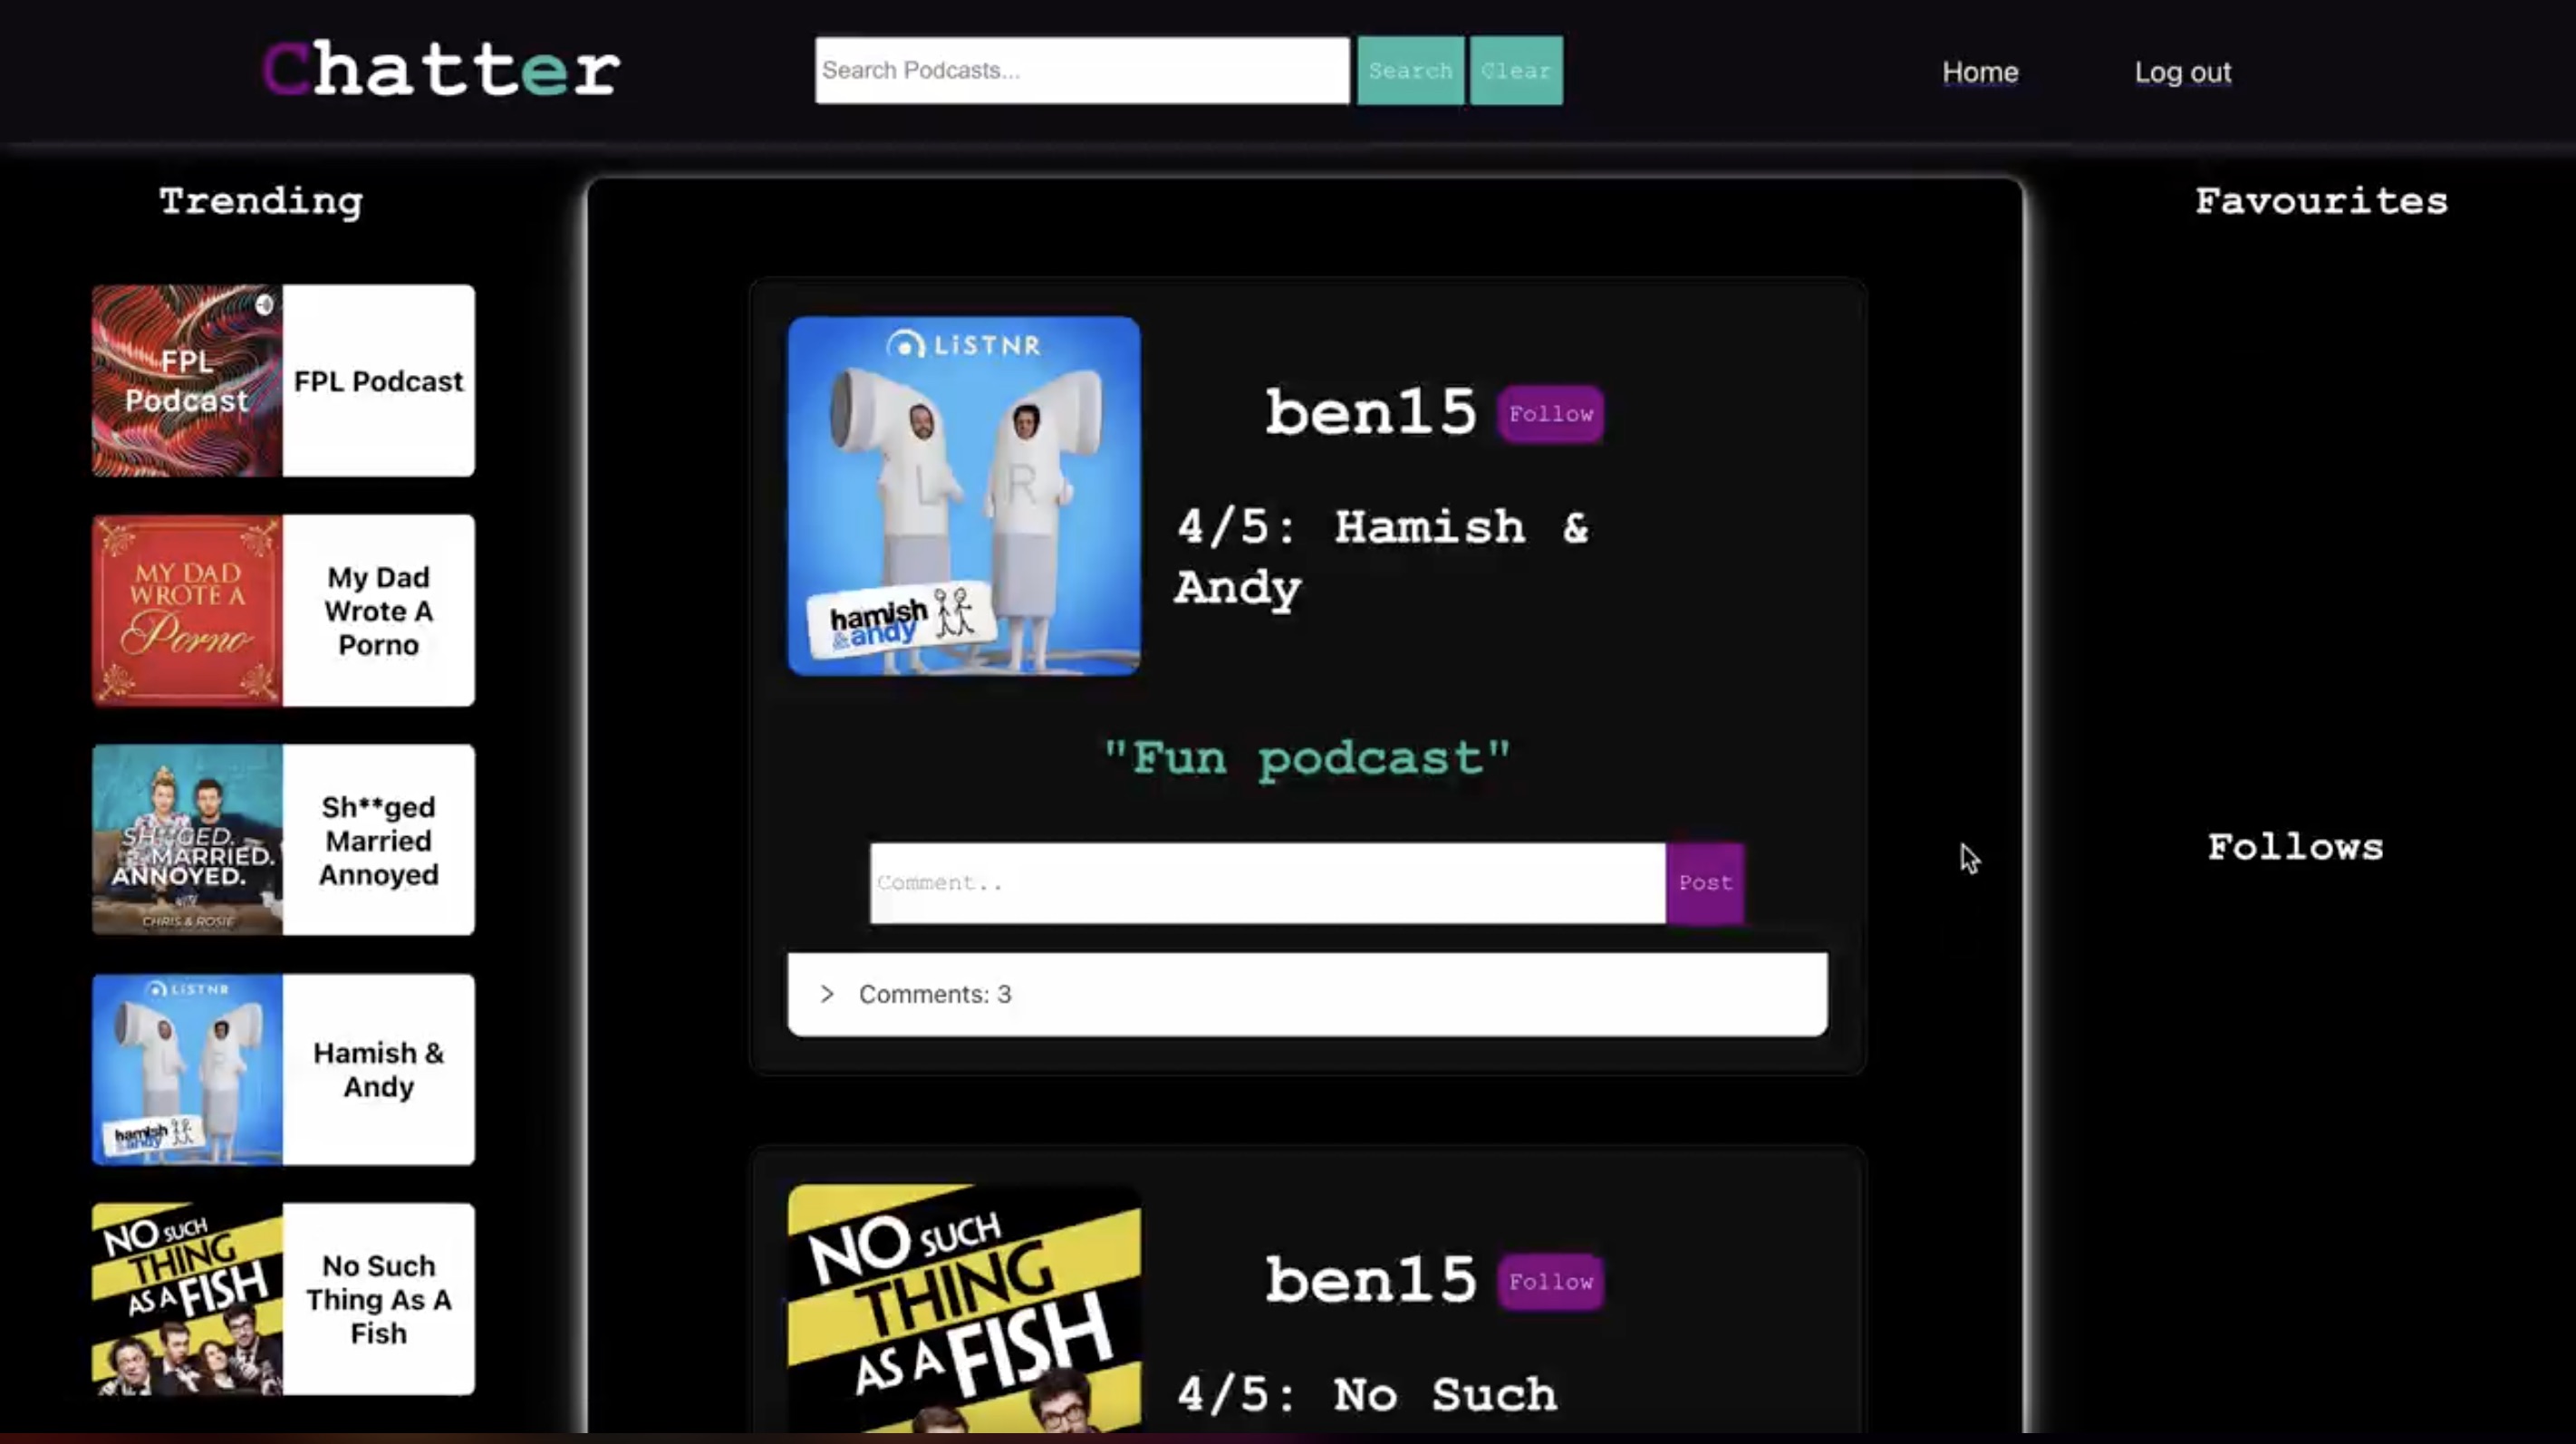 Chatter
Search Podcasts...
Search
Clear
Home
Log out
Trending
FPL
Podcast
FPL Podcast
MY DAD
WROTE A
Porno
My Dad
Wrote A
Porno
SH**GED.
MARRIED.
ANNOYED.
WITH
CHRIS & ROSIE
Sh**ged
Married
Annoyed
LiSTNR
hamish
&andy
Hamish &
Andy
NO SUCH
THING
AS A FISH
No Such
Thing As A
Fish
LiSTNR
L R
hamish
&andy
ben15
Follow
4/5: Hamish &
Andy
"Fun podcast"
Comment..
Post
> Comments: 3
NO SUCH
THING
AS A FISH
ben15
Follow
4/5: No Such
Favourites
Follows